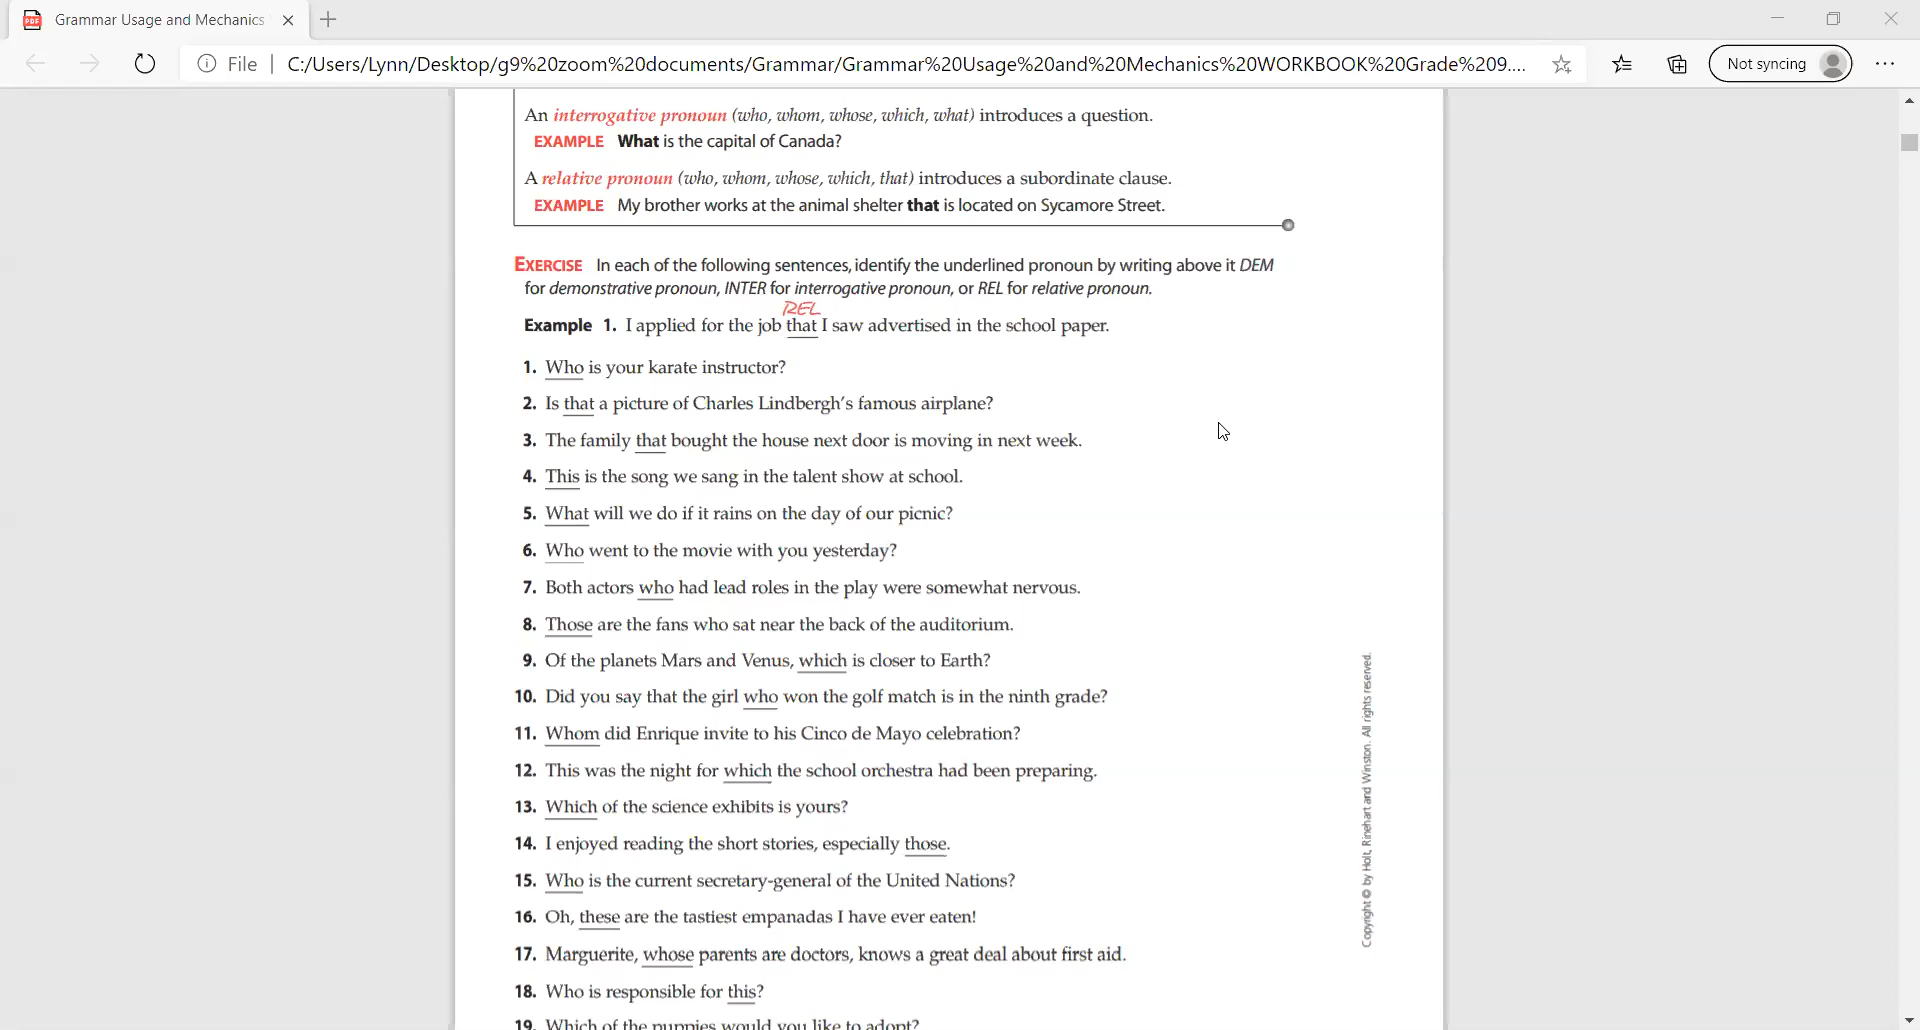 Grammar Usage and Mechanics
File | C:/Users/Lynn/Desktop/g9%20zoom%20documents/Grammar/Grammar%20Usage%20and%20Mechanics%20WORKBOOK%20Grade%209.... Not syncing
An interrogative pronoun (who, whom, whose, which, what) introduces a question.
EXAMPLE What is the capital of Canada?
A relative pronoun (who, whom, whose, which, that) introduces a subordinate clause.
EXAMPLE My brother works at the animal shelter that is located on Sycamore Street.
EXERCISE In each of the following sentences, identify the underlined pronoun by writing above it DEM
for demonstrative pronoun, INTER for interrogative pronoun, or REL for relative pronoun.
REL
Example 1. I applied for the job that I saw advertised in the school paper.
1. Who is your karate instructor?
2. Is that a picture of Charles Lindbergh's famous airplane?
3. The family that bought the house next door is moving in next week.
4. This is the song we sang in the talent show at school.
5. What will we do if it rains on the day of our picnic?
6. Who went to the movie with you yesterday?
7. Both actors who had lead roles in the play were somewhat nervous.
8. Those are the fans who sat near the back of the auditorium.
9. Of the planets Mars and Venus, which is closer to Earth?
10. Did you say that the girl who won the golf match is in the ninth grade?
11. Whom did Enrique invite to his Cinco de Mayo celebration?
12. This was the night for which the school orchestra had been preparing.
13. Which of the science exhibits is yours?
14. I enjoyed reading the short stories, especially those.
15. Who is the current secretary-general of the United Nations?
16. Oh, these are the tastiest empanadas I have ever eaten!
17. Marguerite, whose parents are doctors, knows a great deal about first aid.
18. Who is responsible for this?
19. Which of the puppies would you like to adopt?
Copyright © by Holt, Rinehart and Winston. All rights reserved.